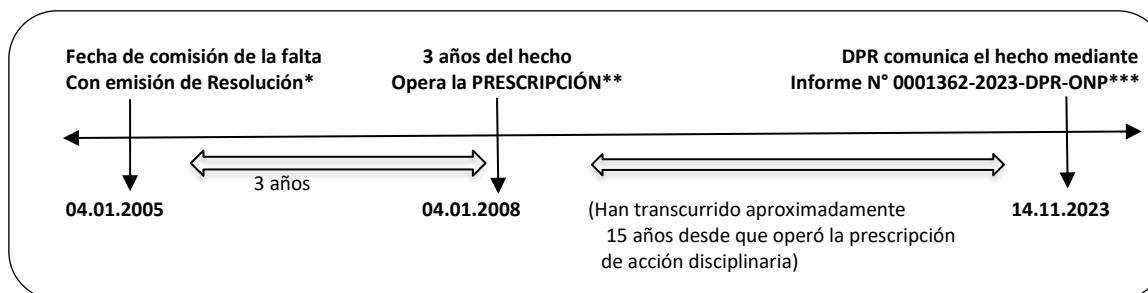 Fecha de comisión de la falta
Con emisión de Resolución*
3 años del hecho
Opera la PRESCRIPCIÓN**
DPR comunica el hecho mediante
Informe N° 0001362-2023-DPR-ONP***
3 años
04.01.2005
04.01.2008
(Han transcurrido aproximadamente
15 años desde que operó la prescripción
de acción disciplinaria)
14.11.2023